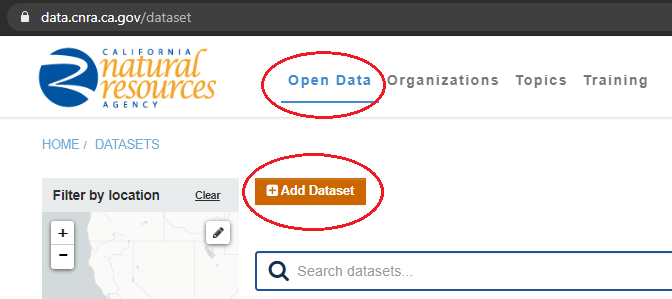 data.cnra.ca.gov/dataset
CALIFORNIA
natural
resources
AGENCY
Open Data Organizations Topics Training
HOME / DATASETS
Filter by location Clear
Add Dataset
+
−
Search datasets...